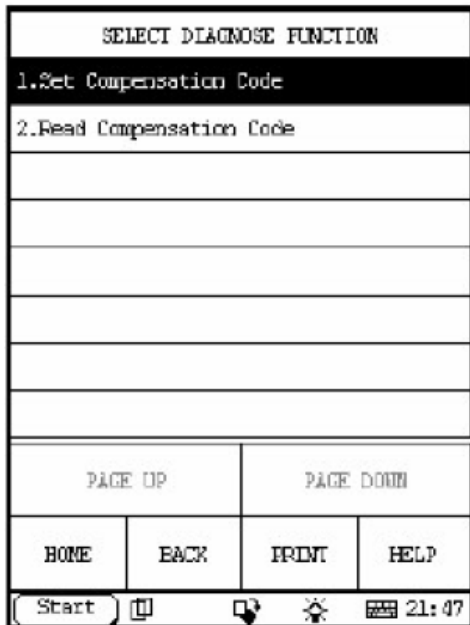 SELECT DIAGNOSE FUNCTION
1.Set Compensation Code
2.Read Compensation Code
PAGE UP PAGE DOWN
HOME BACK PRINT HELP
Start 21:47